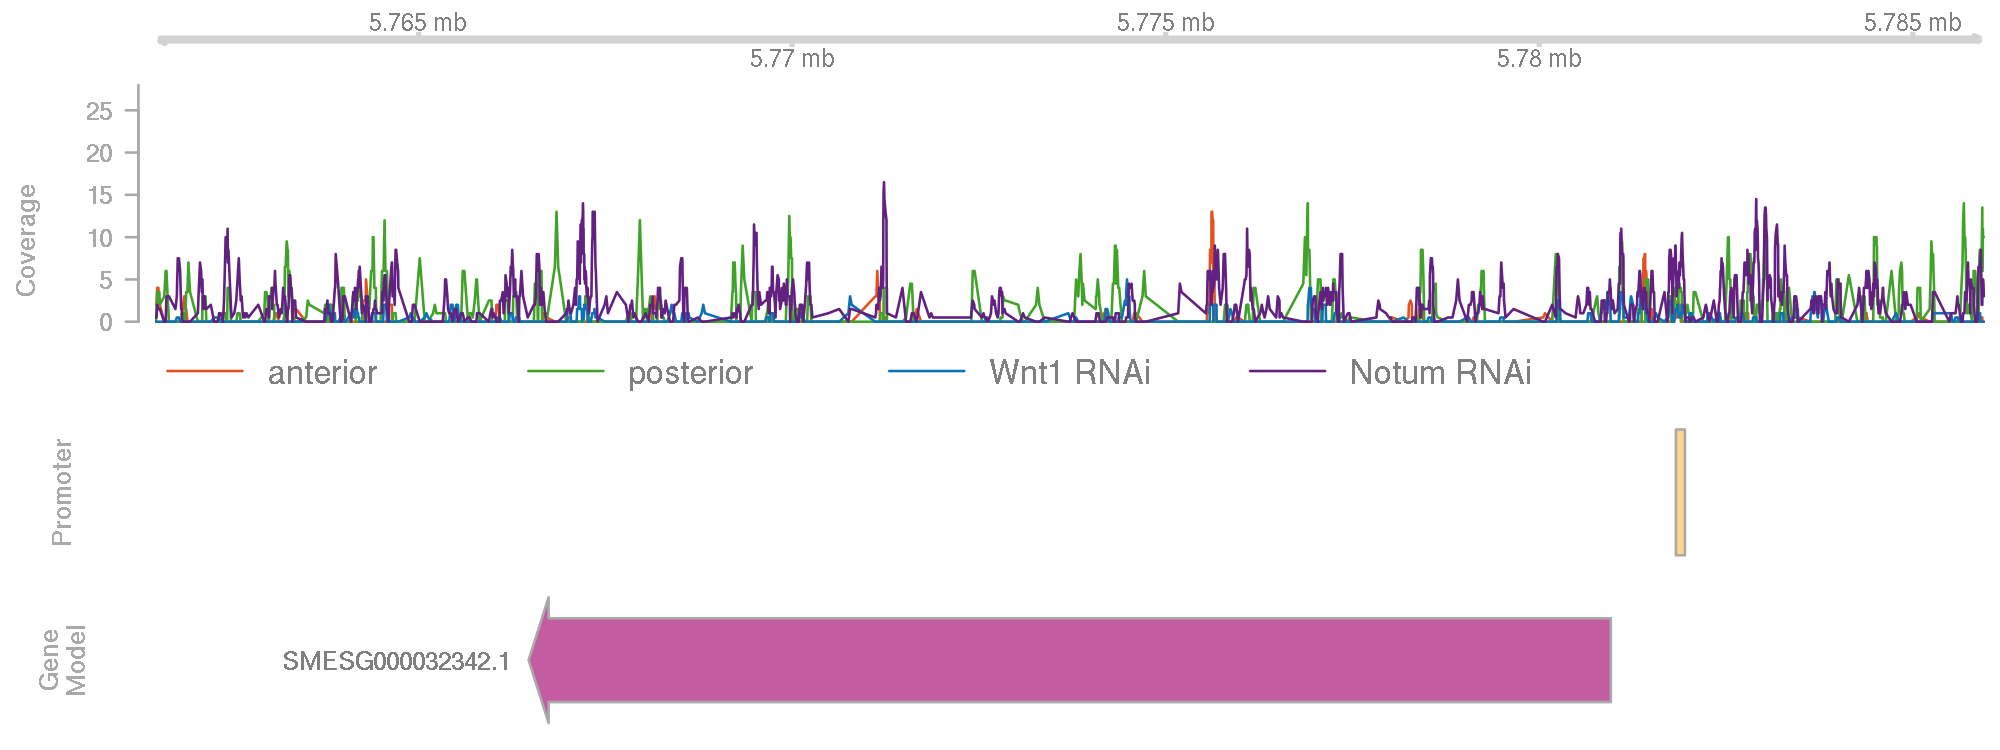 5.765 mb 5.775 mb 5.785 mb
5.77 mb 5.78 mb
Coverage
25
20
15
10
5
0
anterior posterior Wnt1 RNAi Notum RNAi
Promoter
Gene
Model
SMESG000032342.1